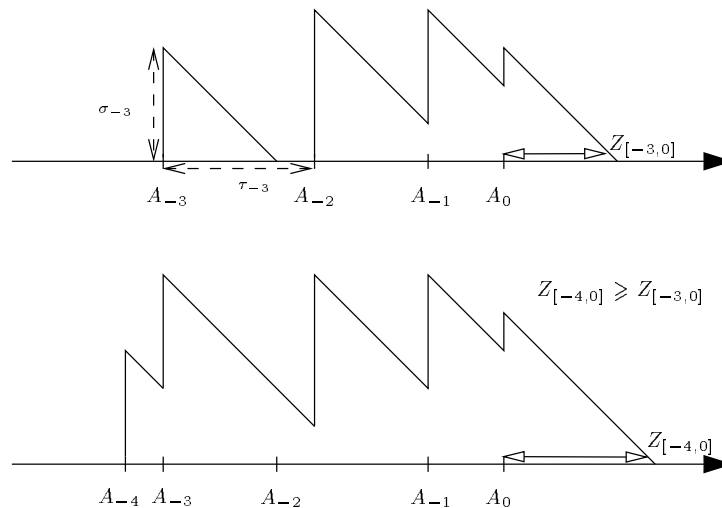 σ₋₃
Z[−3,0]
τ₋₃
A₋₃ A₋₂ A₋₁ A₀
Z[−4,0] ⩾ Z[−3,0]
Z[−4,0]
A₋₄ A₋₃ A₋₂ A₋₁ A₀